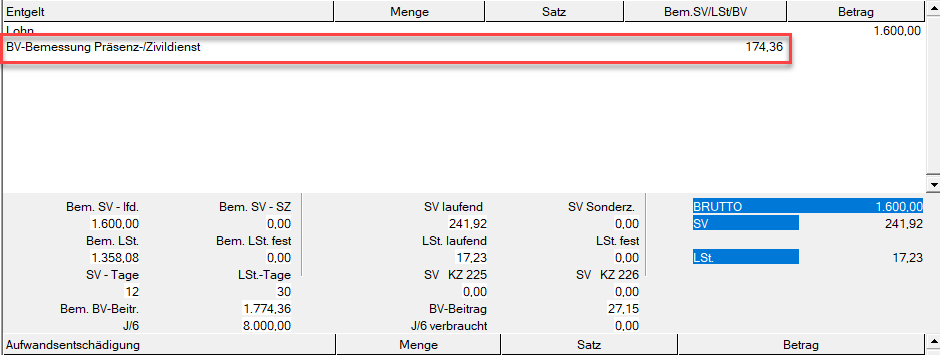 Entgelt Menge Satz Bem.SV/LSt/BV Betrag
Lohn 1.600,00
BV-Bemessung Präsenz-/Zivildienst 174,36
Bem. SV - lfd. Bem. SV - SZ SV laufend SV Sonderz. BRUTTO 1.600,00
1.600,00 0,00 241,92 0,00 SV 241,92
Bem. LSt. Bem. LSt. fest LSt. laufend LSt. fest
1.358,08 0,00 17,23 0,00 LSt. 17,23
SV - Tage LSt.-Tage SV KZ 225 SV KZ 226
12 30 0,00 0,00
Bem. BV-Beitr. 1.774,36 BV-Beitrag 27,15
J/6 8.000,00 J/6 verbraucht 0,00
Aufwandsentschädigung Menge Satz Betrag